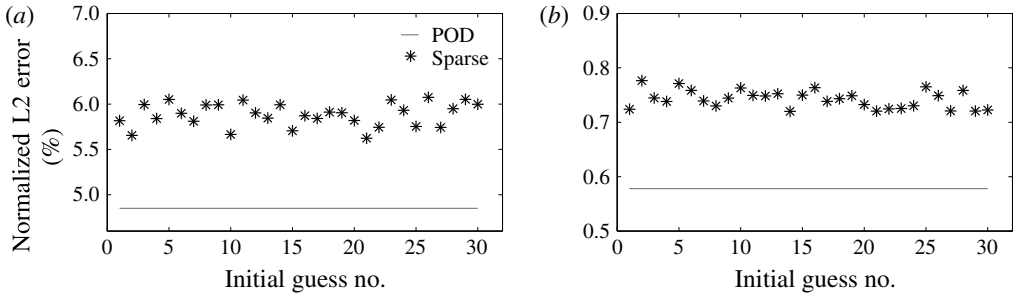 (a)
7.0
6.5
6.0
5.5
5.0
Normalized L2 error
(%)
POD
Sparse
0 5 10 15 20 25 30
Initial guess no.
(b)
0.9
0.8
0.7
0.6
0.5
0 5 10 15 20 25 30
Initial guess no.